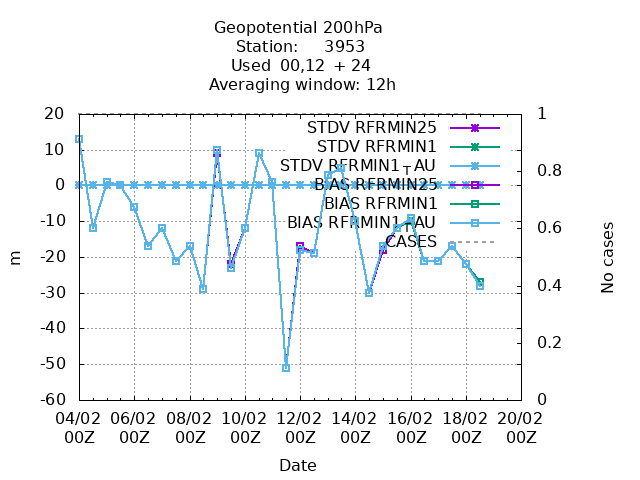 Geopotential 200hPa
Station: 3953
Used 00,12 + 24
Averaging window: 12h
STDV RFRMIN25
STDV RFRMIN1
STDV RFRMIN1_TAU
BIAS RFRMIN25
BIAS RFRMIN1
BIAS RFRMIN1_TAU
CASES
20
10
0
-10
-20
-30
-40
-50
-60
m
1
0.8
0.6
0.4
0.2
0
No cases
04/02 06/02 08/02 10/02 12/02 14/02 16/02 18/02 20/02
00Z 00Z 00Z 00Z 00Z 00Z 00Z 00Z 00Z
Date